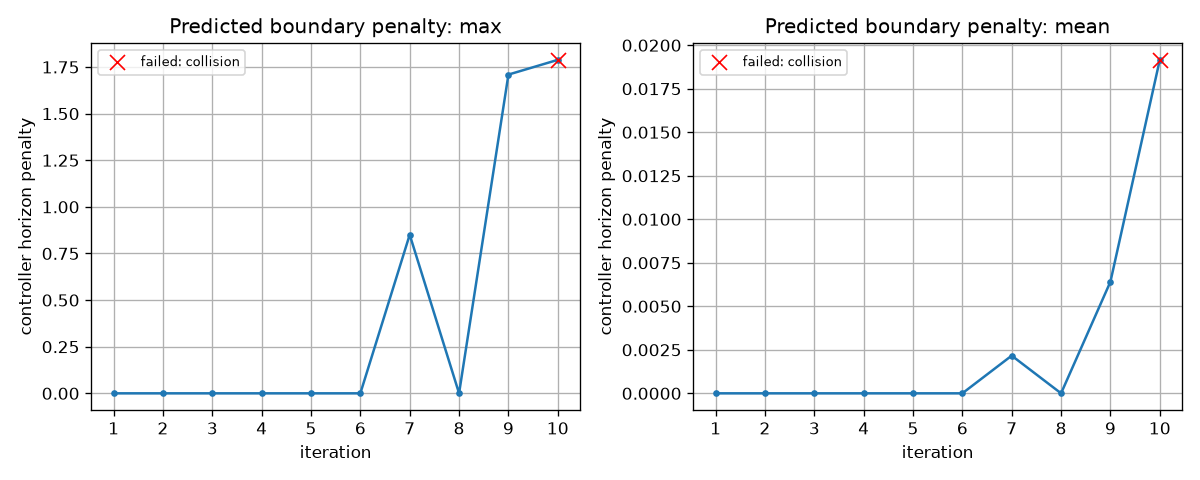 Predicted boundary penalty: max
failed: collision
controller horizon penalty
1.75
1.50
1.25
1.00
0.75
0.50
0.25
0.00
1 2 3 4 5 6 7 8 9 10
iteration
Predicted boundary penalty: mean
failed: collision
controller horizon penalty
0.0200
0.0175
0.0150
0.0125
0.0100
0.0075
0.0050
0.0025
0.0000
1 2 3 4 5 6 7 8 9 10
iteration